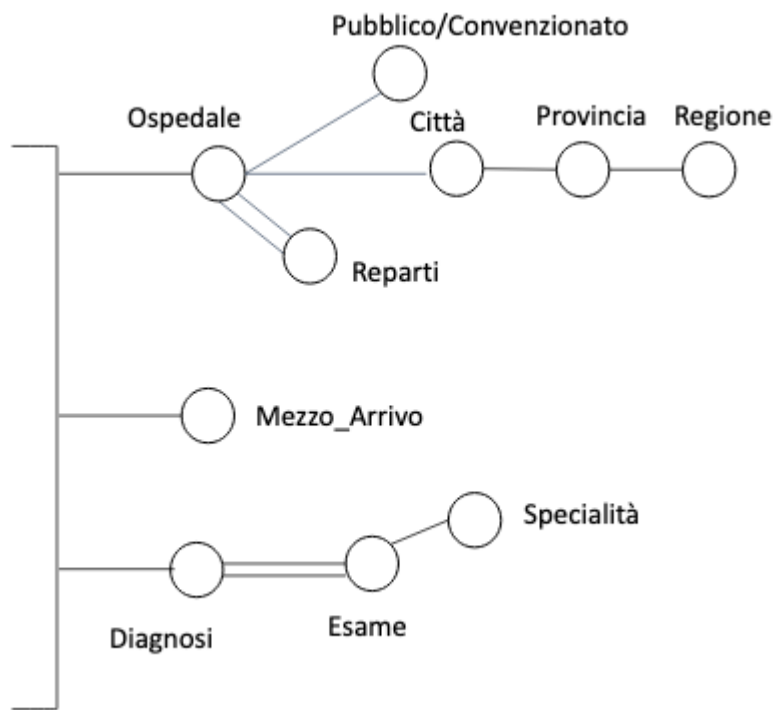 Pubblico/Convenzionato
Ospedale
Città
Provincia
Regione
Reparti
Mezzo_Arrivo
Specialità
Diagnosi
Esame